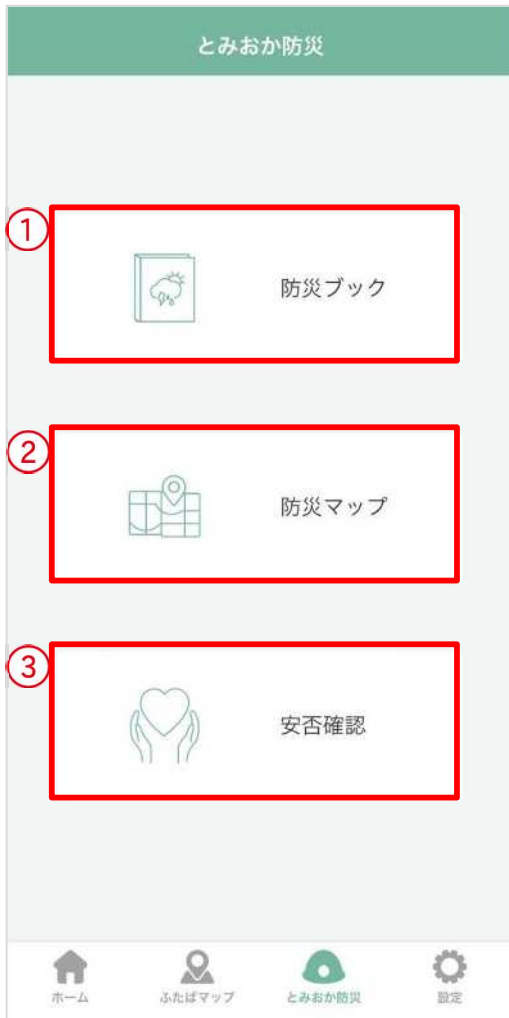 とみおか防災
①
防災ブック
②
防災マップ
③
安否確認
ホーム
ふたばマップ
とみおか防災
設定